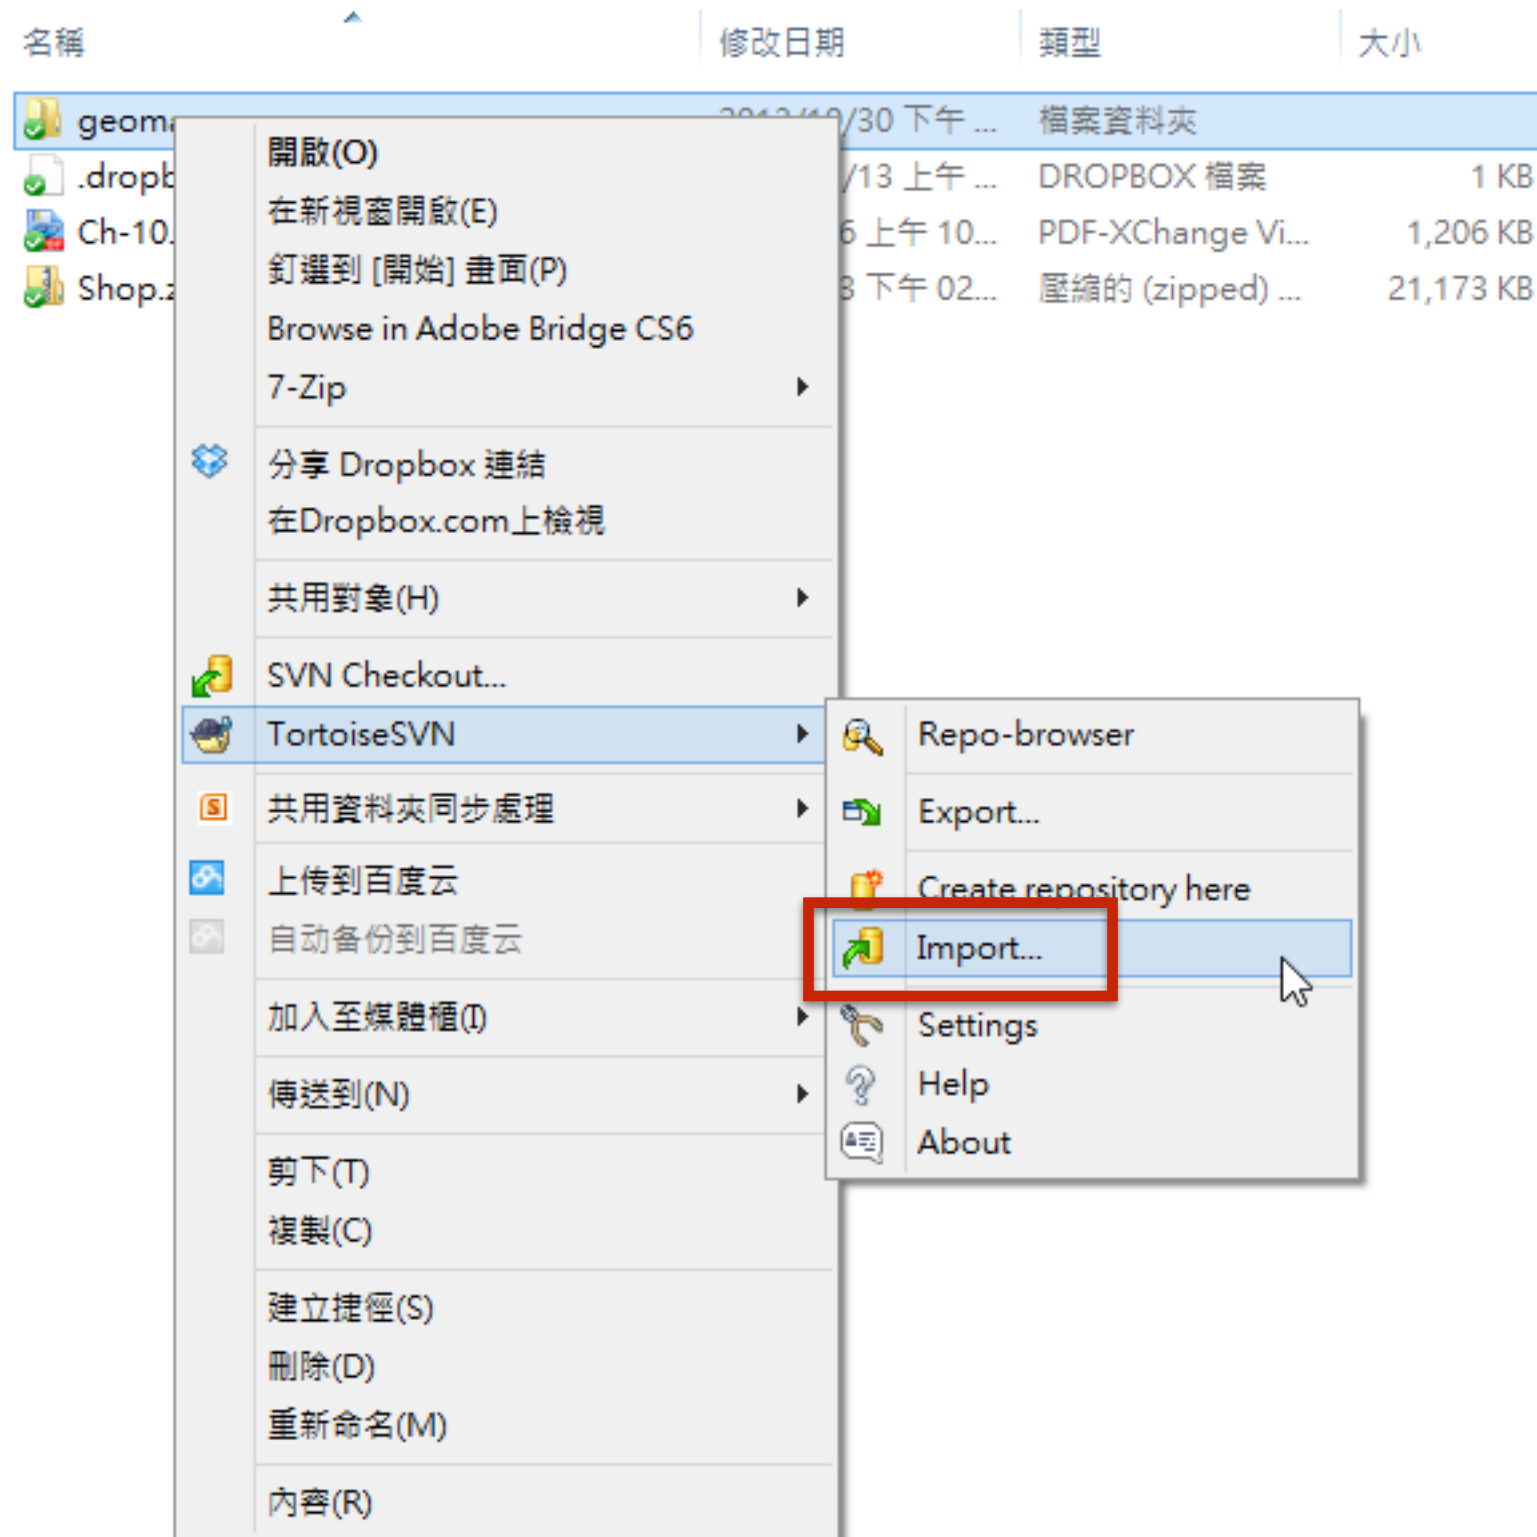 名稱 修改日期 類型 大小
/30 下午 ... 檔案資料夾
.dropb /13 上午 ... DROPBOX 檔案 1 KB
Ch-10. 6 上午 10... PDF-XChange Vi... 1,206 KB
Shop.z 8 下午 02... 壓縮的 (zipped) ... 21,173 KB
開啟(O)
在新視窗開啟(E)
釘選到 [開始] 畫面(P)
Browse in Adobe Bridge CS6
7-Zip
分享 Dropbox 連結
在Dropbox.com上檢視
共用對象(H)
SVN Checkout...
TortoiseSVN
共用資料夾同步處理
上传到百度云
自动备份到百度云
加入至媒體櫃(I)
傳送到(N)
剪下(T)
複製(C)
建立捷徑(S)
刪除(D)
重新命名(M)
內容(R)
Repo-browser
Export...
Create repository here
Import...
Settings
Help
About